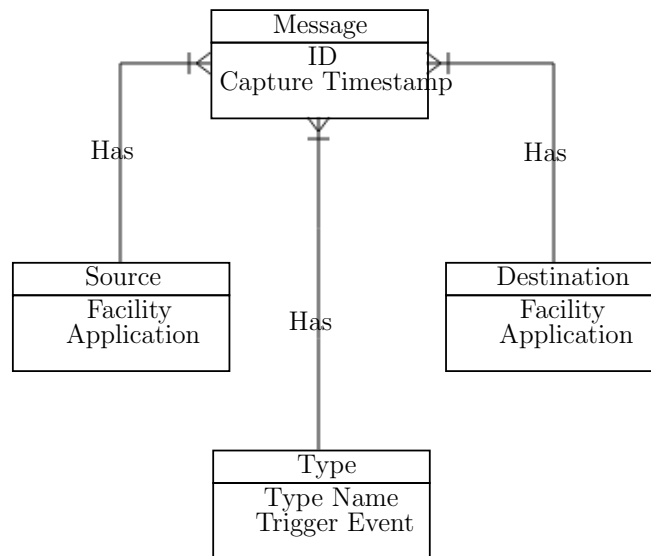 Message
ID
Capture Timestamp
Has
Has
Source
Facility
Application
Destination
Facility
Application
Has
Type
Type Name
Trigger Event